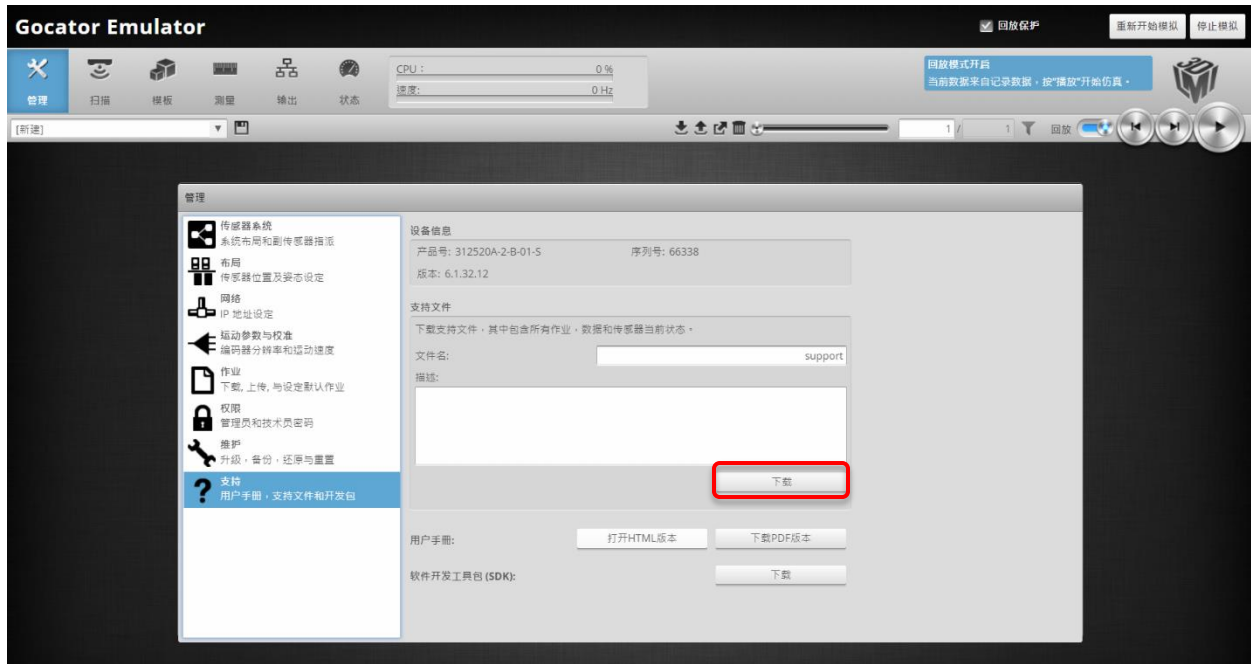 Gocator Emulator
回放保护
重新开始模拟
停止模拟
管理
扫描
模板
测量
输出
状态
CPU： 0 %
速度: 0 Hz
回放模式开启
当前数据来自记录数据，按"播放"开始仿真。
[新建]
1 / 1
回放
管理
传感器系统
系统布局和副传感器指派
布局
传感器位置及姿态设定
网络
IP 地址设定
运动参数与校准
编码器分辨率和运动速度
作业
下载, 上传, 与设定默认作业
权限
管理员和技术员密码
维护
升级，备份，还原与重置
支持
用户手册，支持文件和开发包
设备信息
产品号: 312520A-2-B-01-S 序列号: 66338
版本: 6.1.32.12
支持文件
下载支持文件，其中包含所有作业，数据和传感器当前状态。
文件名: support
描述:
下载
用户手册: 打开HTML版本 下载PDF版本
软件开发工具包 (SDK): 下载